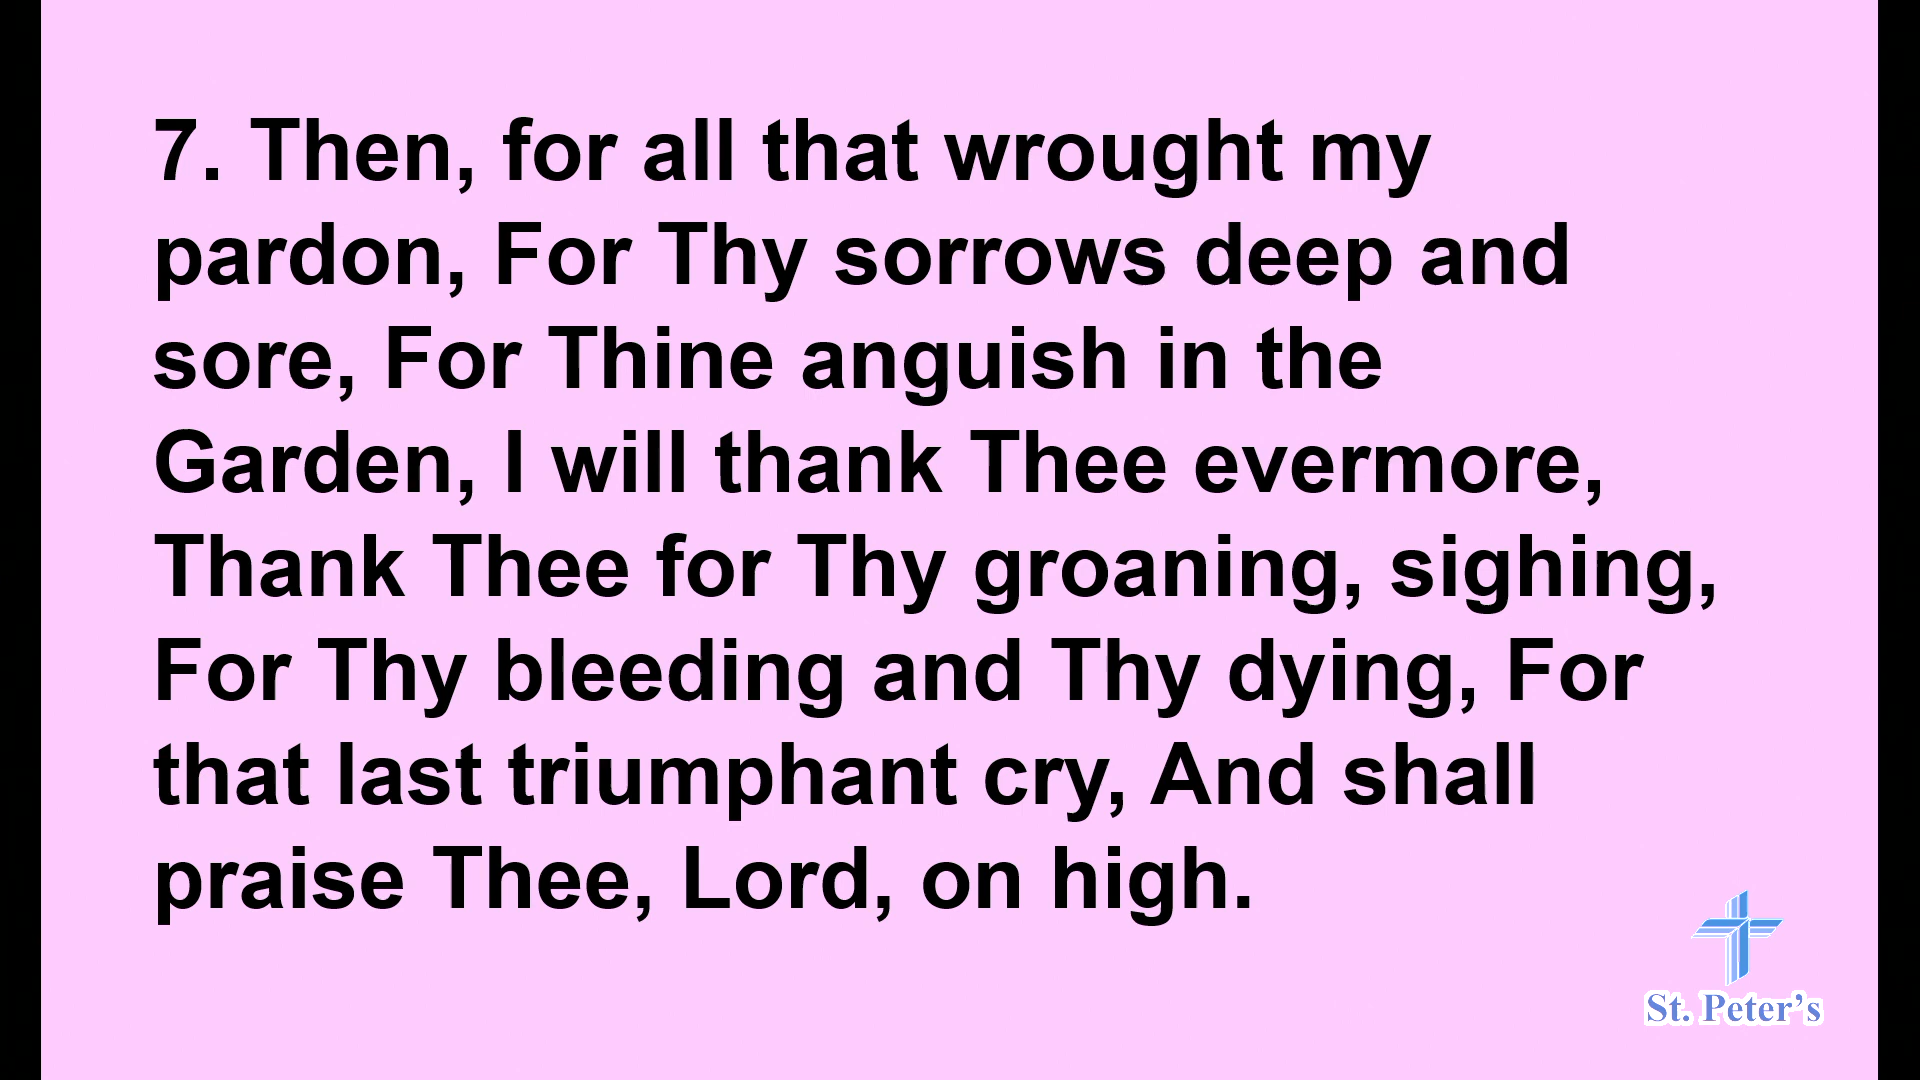 7. Then, for all that wrought my
pardon, For Thy sorrows deep and
sore, For Thine anguish in the
Garden, I will thank Thee evermore,
Thank Thee for Thy groaning, sighing,
For Thy bleeding and Thy dying, For
that last triumphant cry, And shall
praise Thee, Lord, on high.
St. Peter's